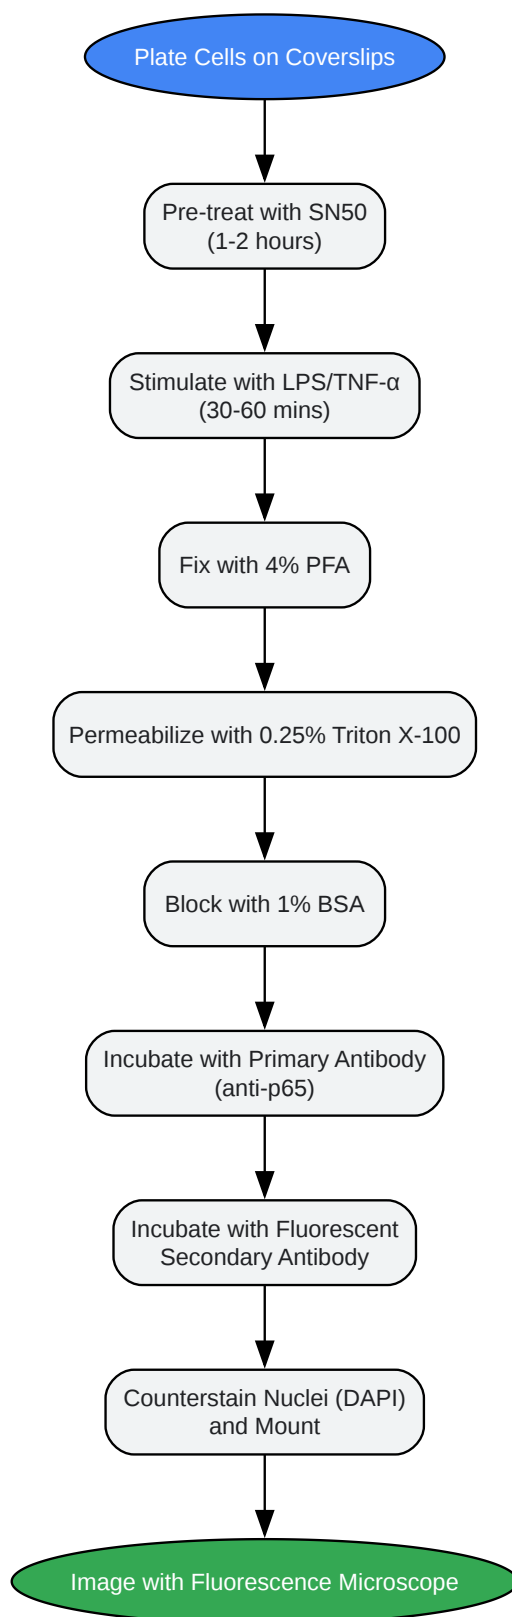 Plate Cells on Coverslips
Pre-treat with SN50
(1-2 hours)
Stimulate with LPS/TNF-α
(30-60 mins)
Fix with 4% PFA
Permeabilize with 0.25% Triton X-100
Block with 1% BSA
Incubate with Primary Antibody
(anti-p65)
Incubate with Fluorescent
Secondary Antibody
Counterstain Nuclei (DAPI)
and Mount
Image with Fluorescence Microscope